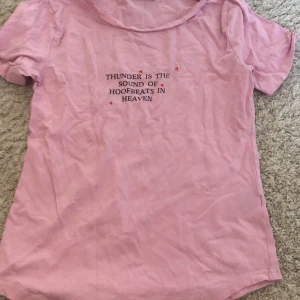 THUNDER IS THE
SOUND OF
HOOFBEATS IN
HEAVEN